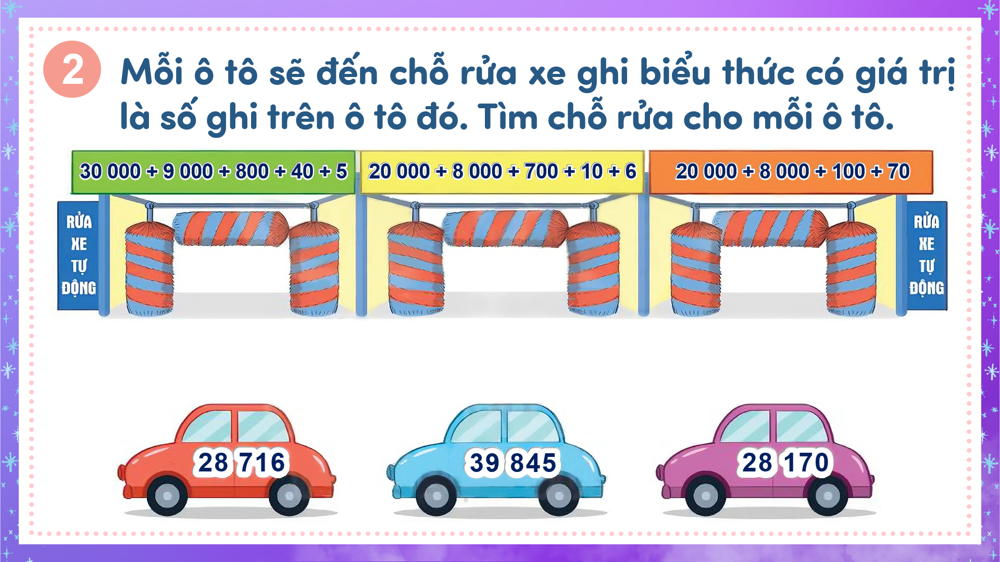 2
Mỗi ô tô sẽ đến chỗ rửa xe ghi biểu thức có giá trị
là số ghi trên ô tô đó. Tìm chỗ rửa cho mỗi ô tô.
30 000 + 9 000 + 800 + 40 + 5
20 000 + 8 000 + 700 + 10 + 6
20 000 + 8 000 + 100 + 70
RỬA
XE
TỰ
ĐỘNG
RỬA
XE
TỰ
ĐỘNG
28 716
39 845
28 170